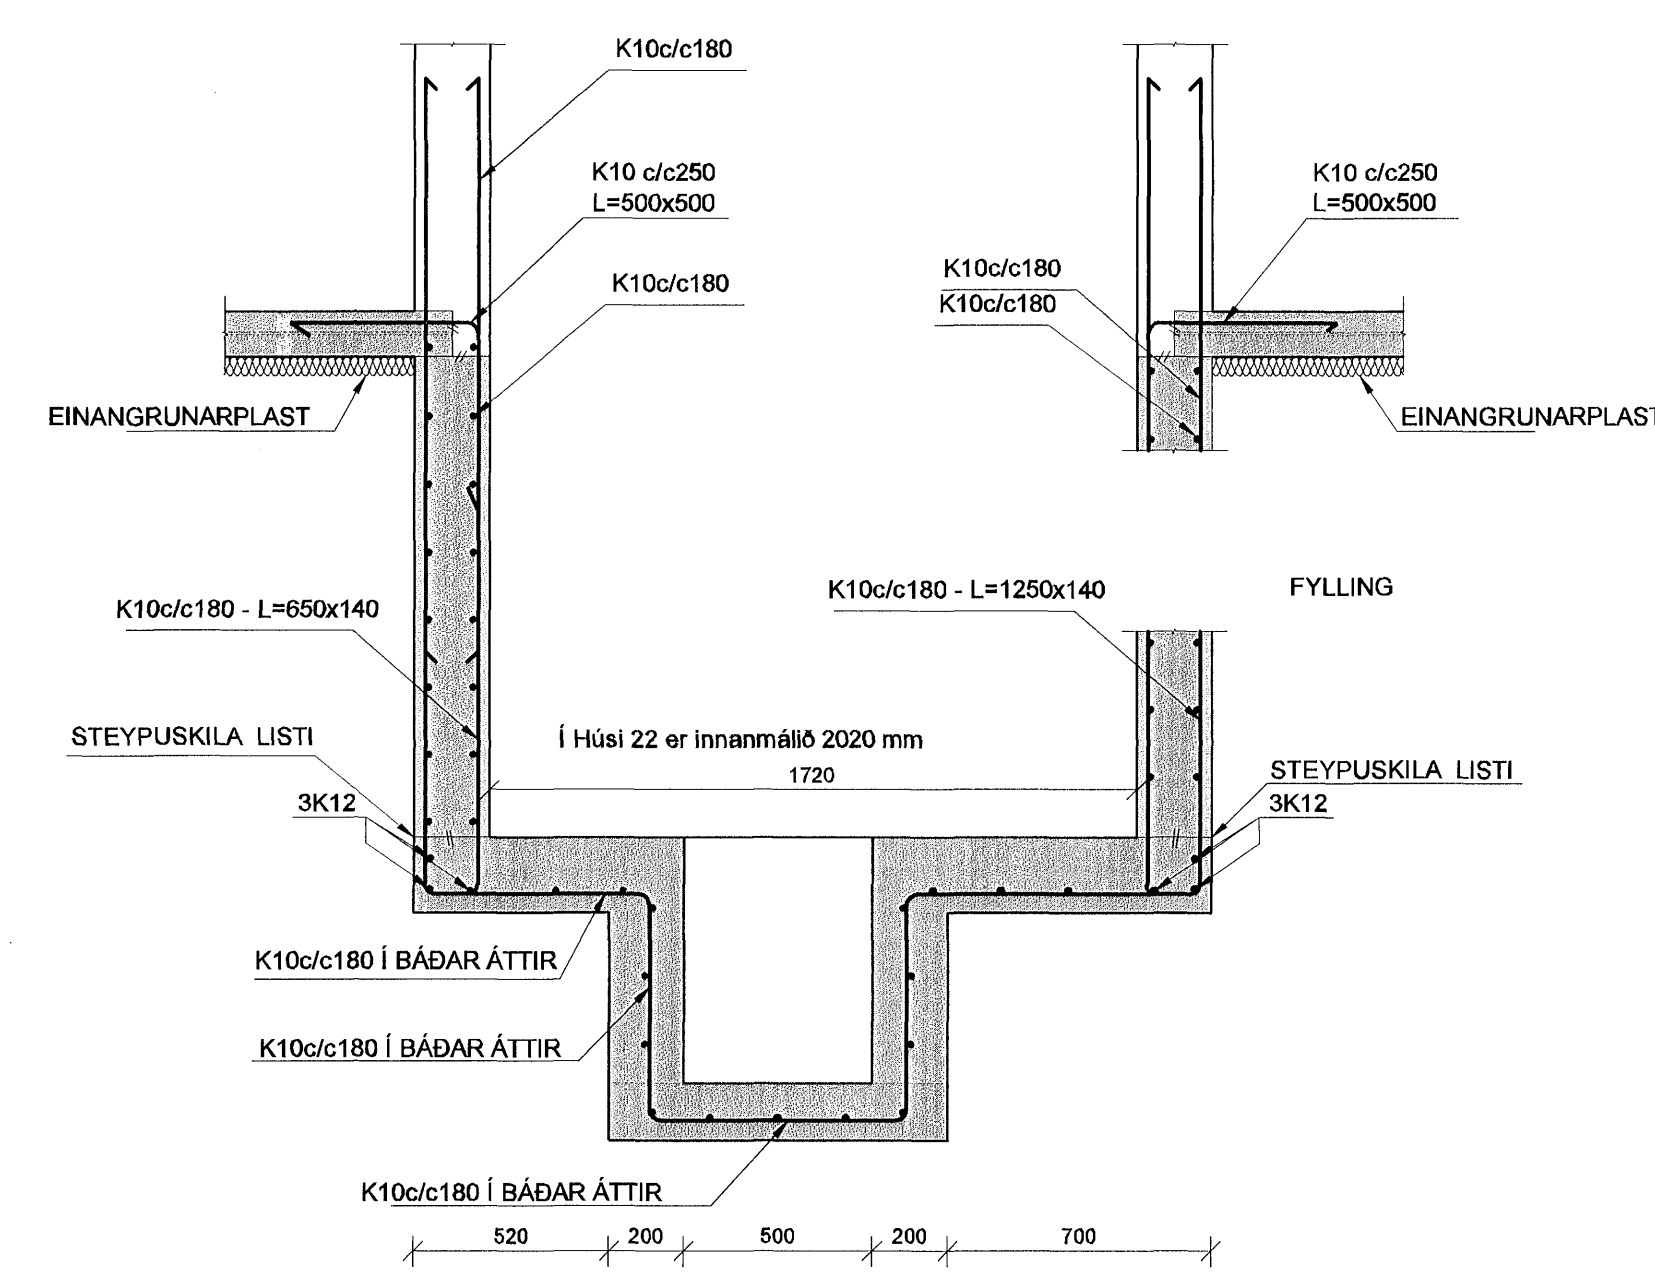 K10c/c180
K10 c/c250
L=500x500
K10 c/c250
L=500x500
K10c/c180
K10c/c180
K10c/c180
EINANGRUNARPLAST
EINANGRUNARPLAST
K10c/c180 - L=650x140
K10c/c180 - L=1250x140
FYLLING
STEYPUSKILA LISTI
Í Húsi 22 er innanmálið 2020 mm
1720
STEYPUSKILA LISTI
3K12
3K12
K10c/c180 Í BÁÐAR ÁTTIR
K10c/c180 Í BÁÐAR ÁTTIR
K10c/c180 Í BÁÐAR ÁTTIR
520 200 500 200 700